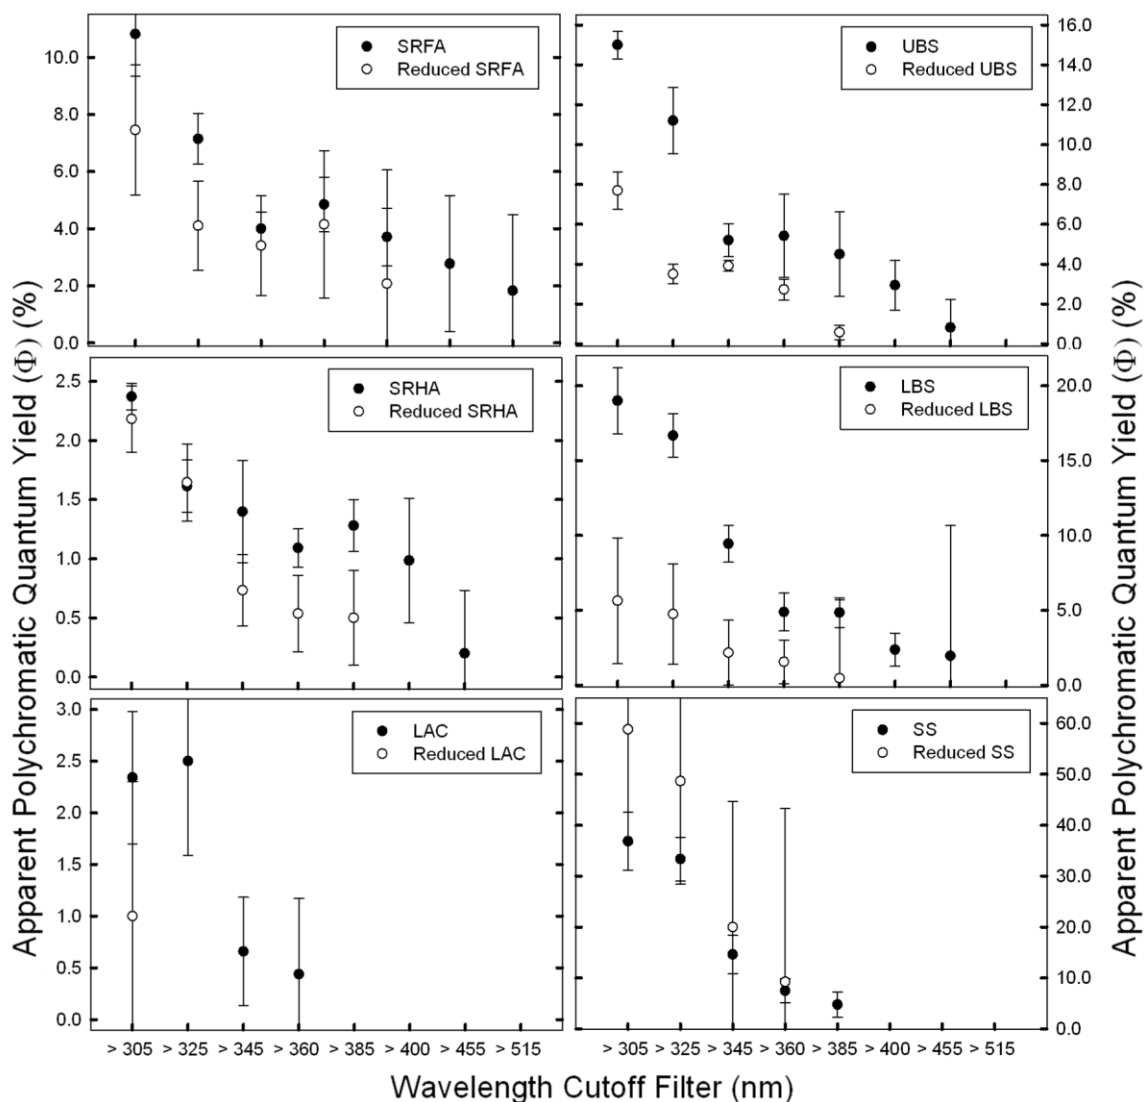 SRFA
Reduced SRFA
10.0
8.0
6.0
4.0
2.0
0.0
UBS
Reduced UBS
16.0
14.0
12.0
10.0
8.0
6.0
4.0
2.0
0.0
SRHA
Reduced SRHA
2.5
2.0
1.5
1.0
0.5
0.0
LBS
Reduced LBS
20.0
15.0
10.0
5.0
0.0
LAC
Reduced LAC
3.0
2.5
2.0
1.5
1.0
0.5
0.0
SS
Reduced SS
60.0
50.0
40.0
30.0
20.0
10.0
0.0
Apparent Polychromatic Quantum Yield (Φ) (%)
Apparent Polychromatic Quantum Yield (Φ) (%)
> 305 > 325 > 345 > 360 > 385 > 400 > 455 > 515
> 305 > 325 > 345 > 360 > 385 > 400 > 455 > 515
Wavelength Cutoff Filter (nm)